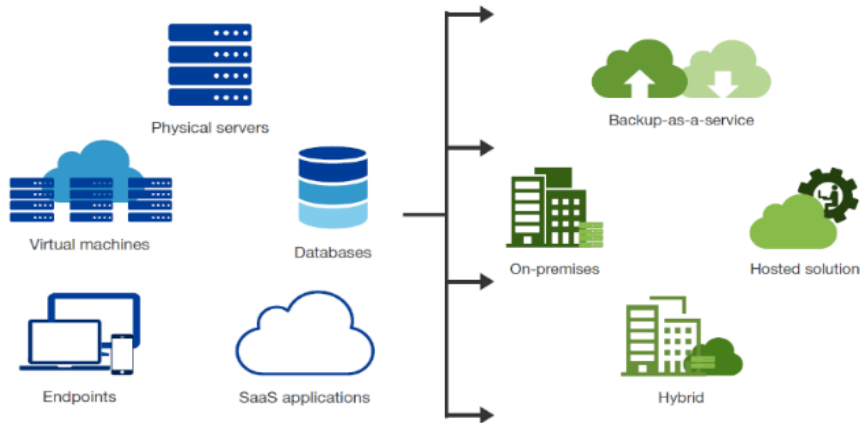 Physical servers
Backup-as-a-service
Virtual machines
Databases
On-premises
Hosted solution
Endpoints
SaaS applications
Hybrid